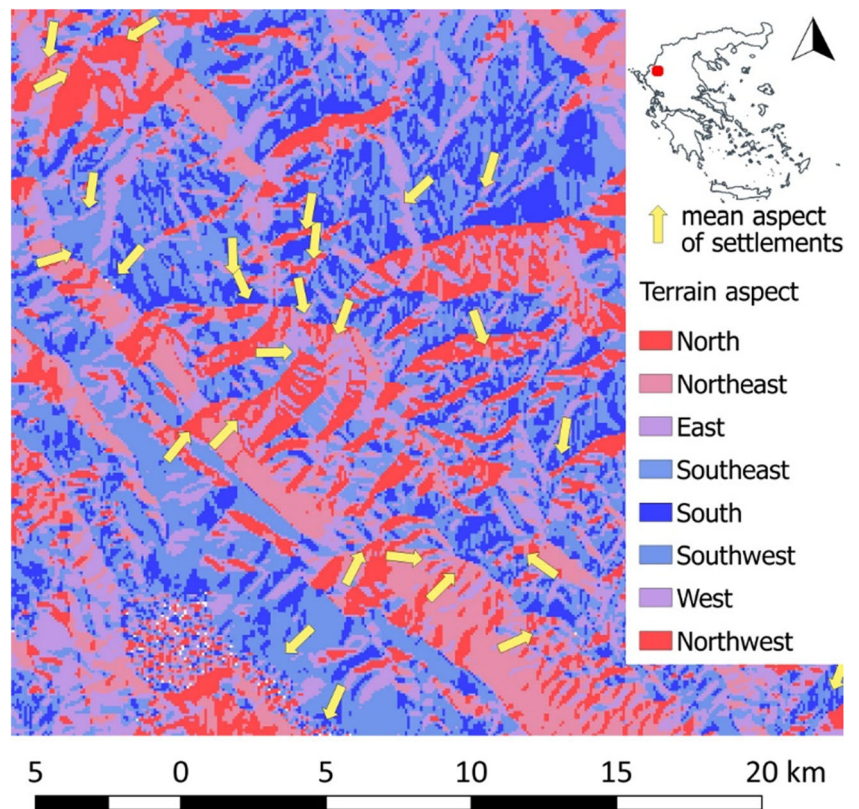 mean aspect
of settlements
Terrain aspect
North
Northeast
East
Southeast
South
Southwest
West
Northwest
5 0 5 10 15 20 km